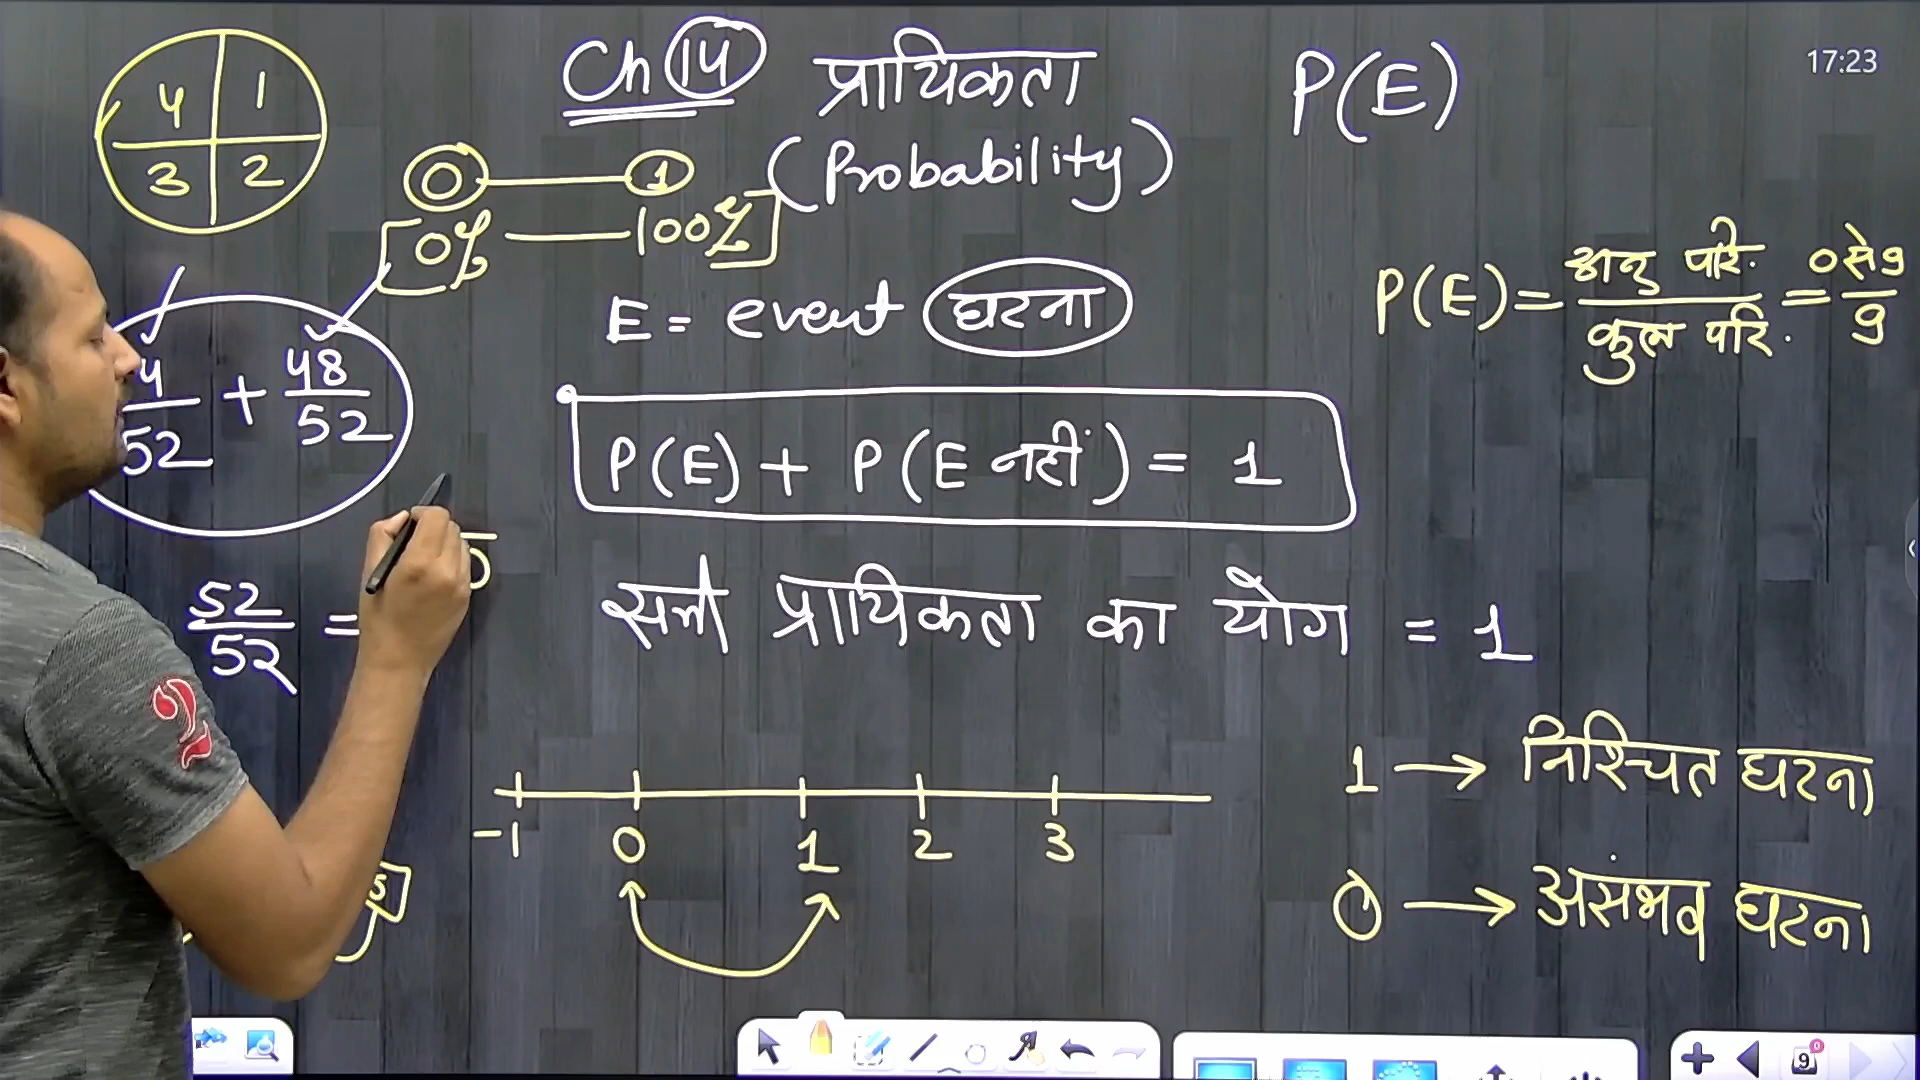 Ch 14 प्रायिकता
(Probability)
P(E)
17:23
4 1
3 2
0 — 1
0% — 100%
E = event घटना
P(E) = अनु परि. / कुल परि. = 0 से 9 / 9
4/52 + 48/52
P(E) + P(E नहीं) = 1
52/52 =
सभी प्रायिकता का योग = 1
-1 0 1 2 3
1 → निश्चित घटना
0 → असंभव घटना
9